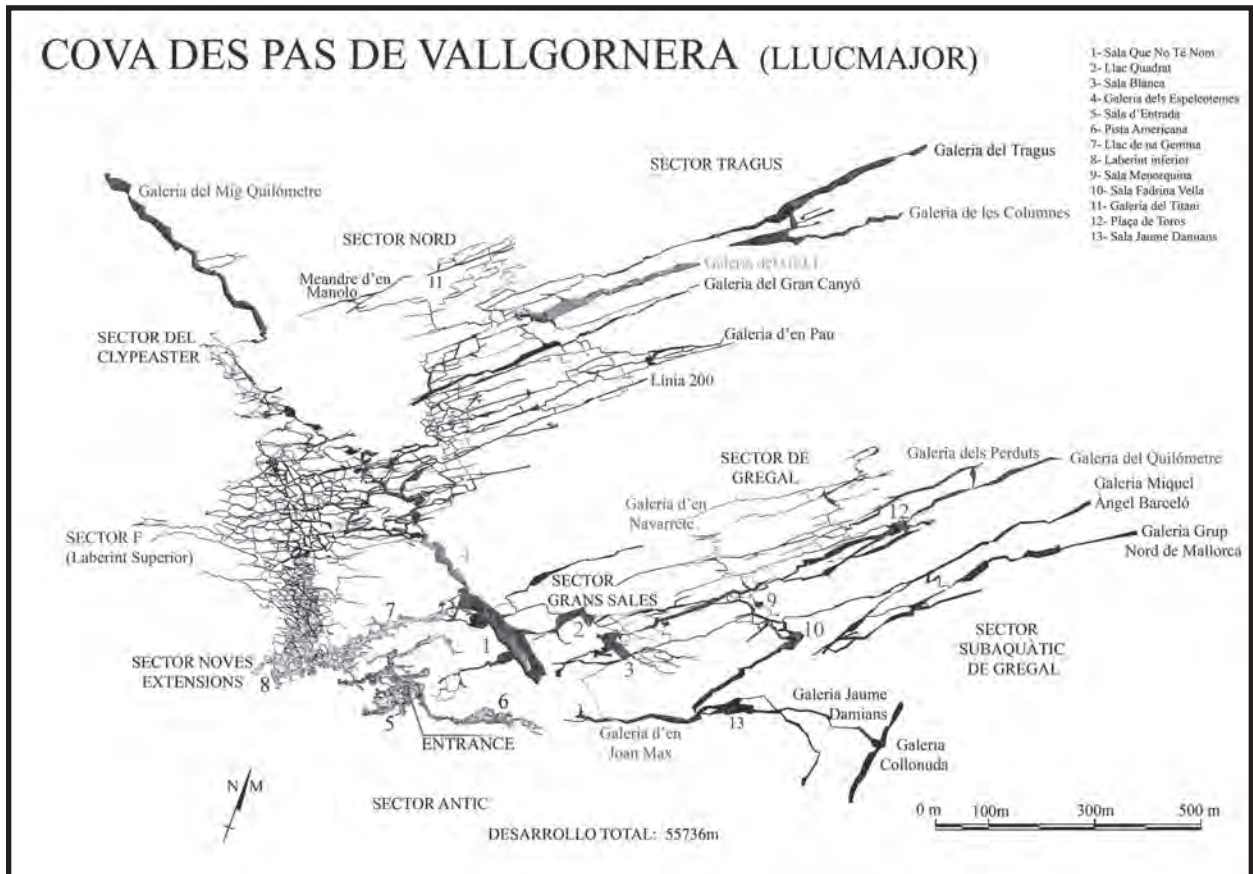 COVA DES PAS DE VALLGORNERA (LLUCMAJOR)
1- Sala Que No Té Nom
2- Llac Quadrat
3- Sala Blanca
4- Galeria dels Espeleotemes
5- Sala d'Entrada
6- Pista Americana
7- Llac de na Gemma
8- Laberint inferior
9- Sala Menorquina
10- Sala Fadrina Vella
11- Galeria del Titani
12- Plaça de Toros
13- Sala Jaume Damians
SECTOR TRAGUS
Galeria del Tragus
Galeria del Mig Quilómetre
Galeria de les Columnes
SECTOR NORD
Meandre d'en
Manolo
11
Galeria del
Galeria del Gran Canyó
SECTOR DEL
CLYPEASTER
Galeria d'en Pau
Línia 200
SECTOR DE
GREGAL
Galeria dels Perduts
Galeria del Quilómetre
Galeria Miquel
Àngel Barceló
Galeria d'en
Navarrete
12
Galeria Grup
Nord de Mallorca
SECTOR F
(Laberint Superior)
4
SECTOR
GRANS SALES
7
9
2
10
1
3
SECTOR
SUBAQUÀTIC
DE GREGAL
SECTOR NOVES
EXTENSIONS
8
5
6
ENTRANCE
Galeria Jaume
Damians
13
Galeria d'en
Joan Max
Galeria
Collonuda
N M
SECTOR ANTIC
0 m 100m 300m 500 m
DESARROLLO TOTAL: 55736m